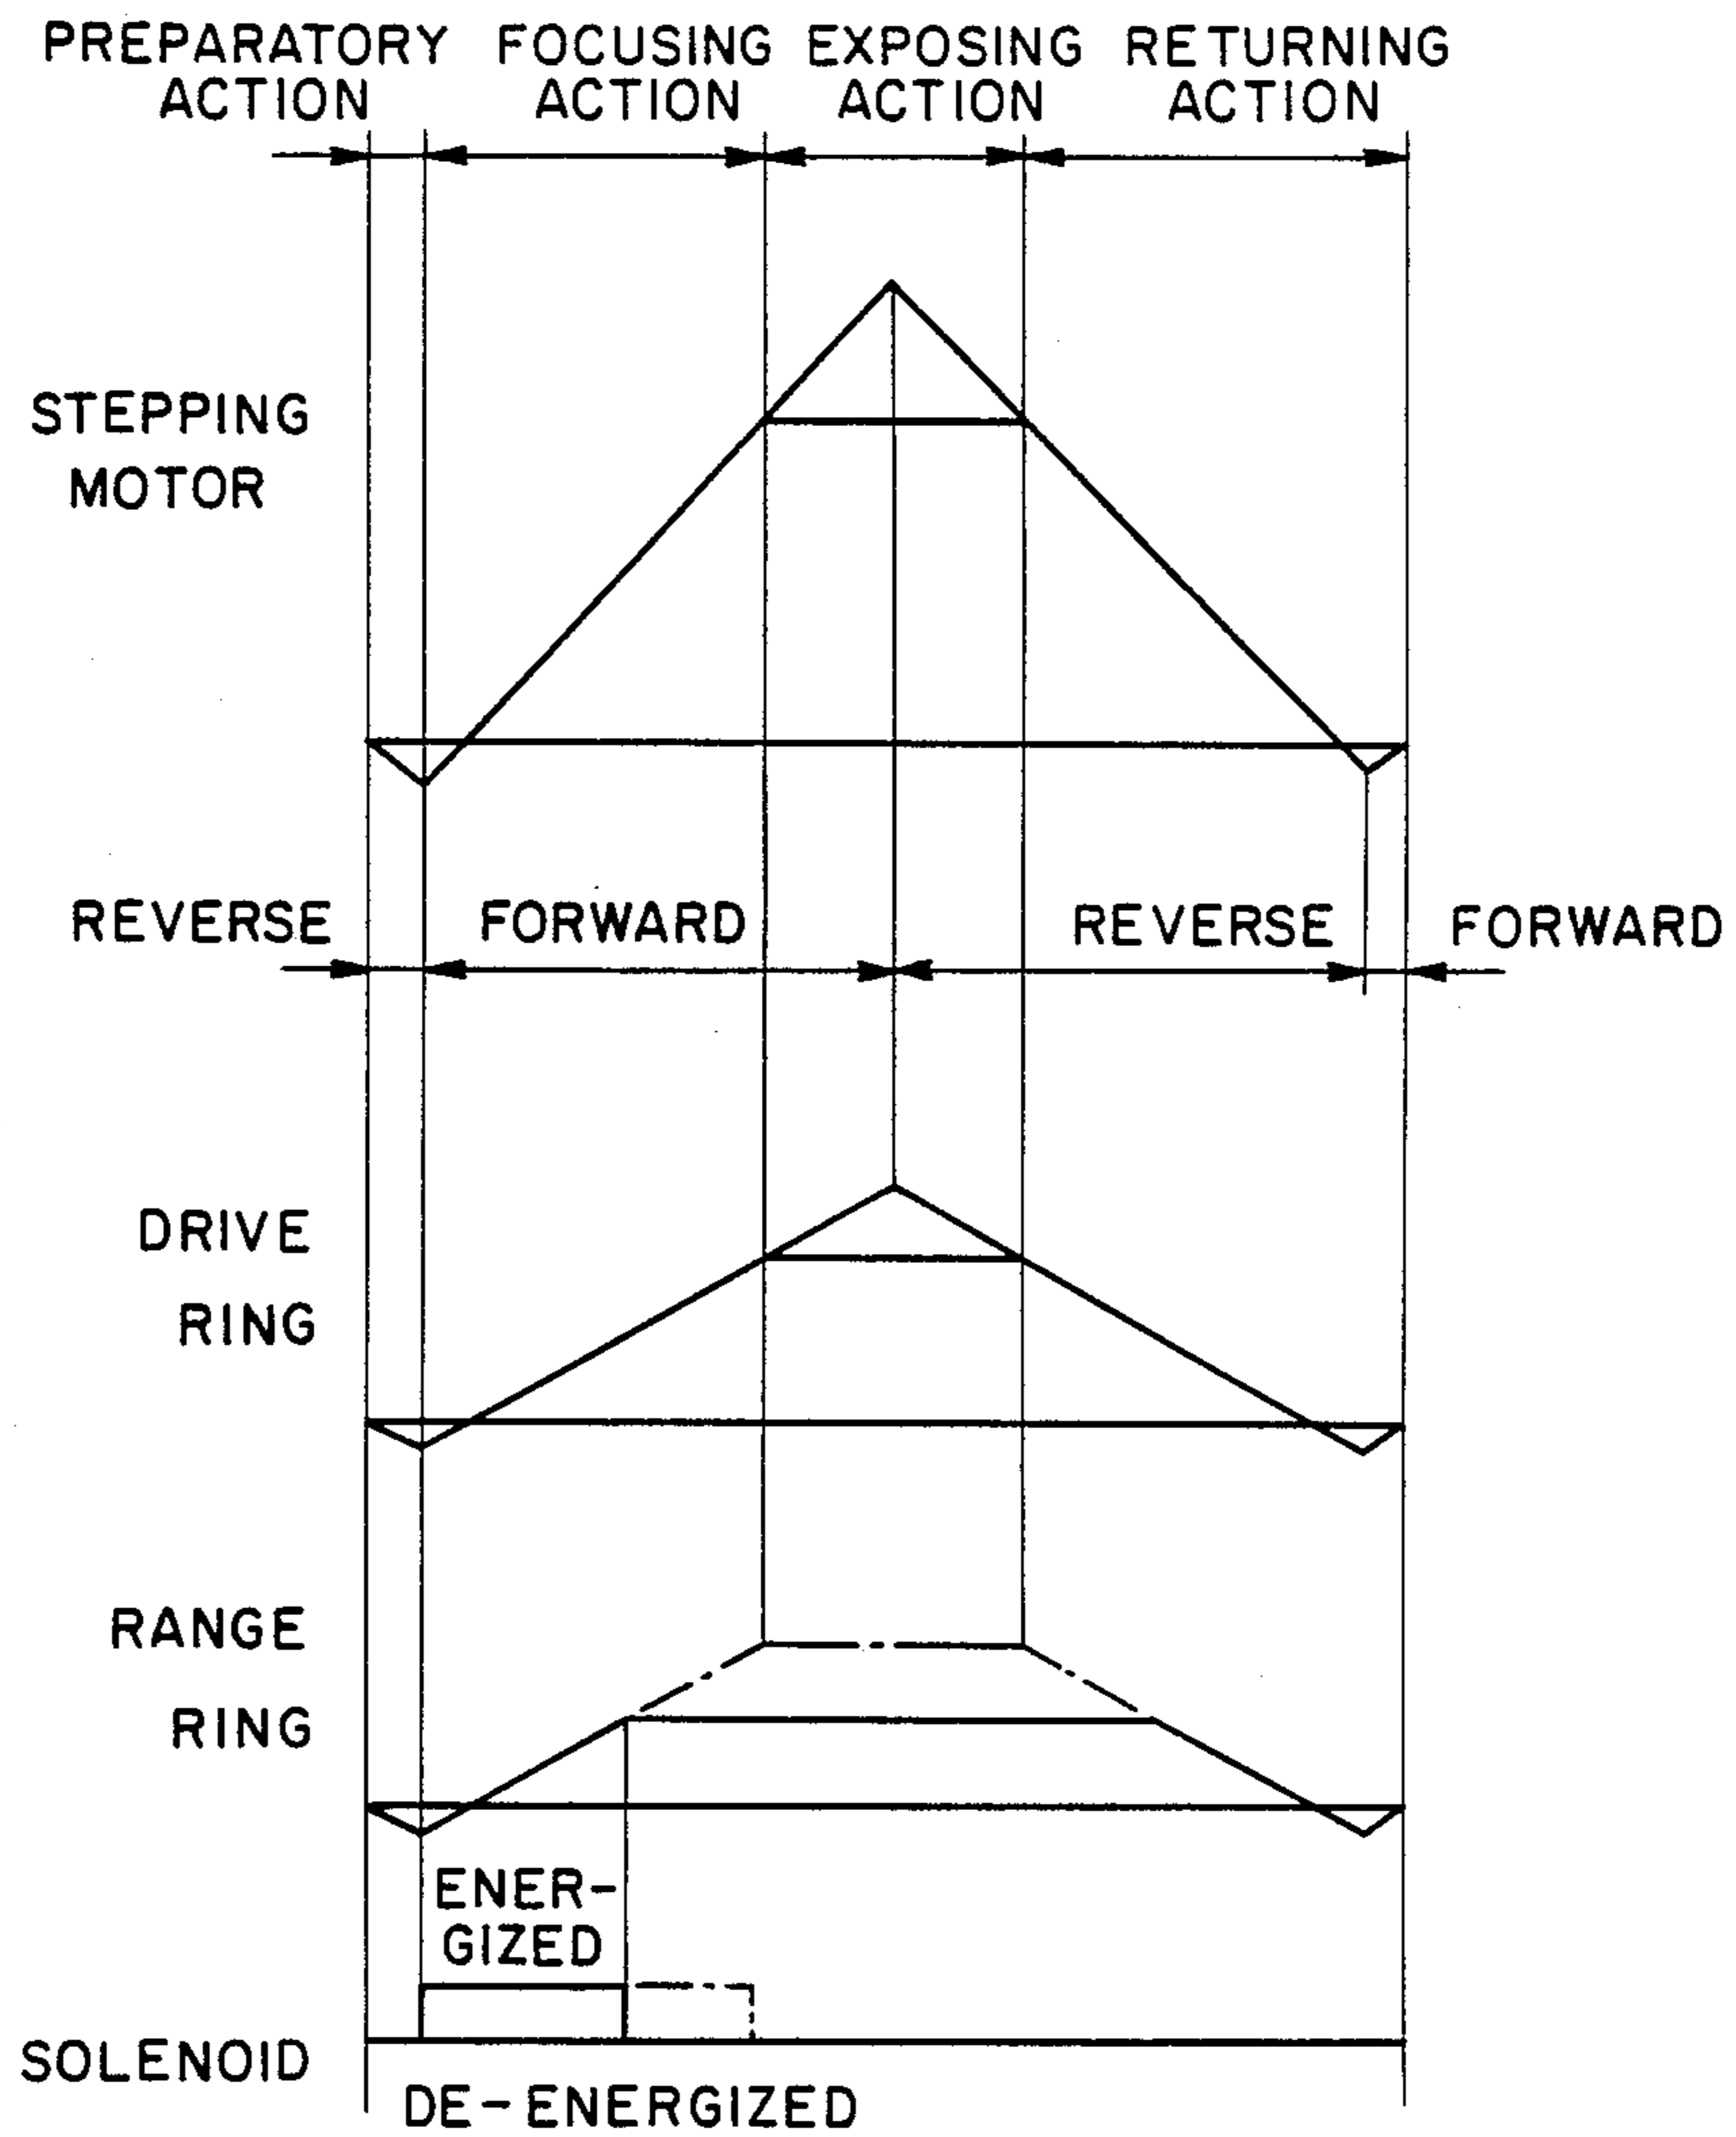 PREPARATORY ACTION
FOCUSING ACTION
EXPOSING ACTION
RETURNING ACTION
STEPPING
MOTOR
REVERSE
FORWARD
REVERSE
FORWARD
DRIVE
RING
RANGE
RING
ENER-
GIZED
SOLENOID
DE-ENERGIZED